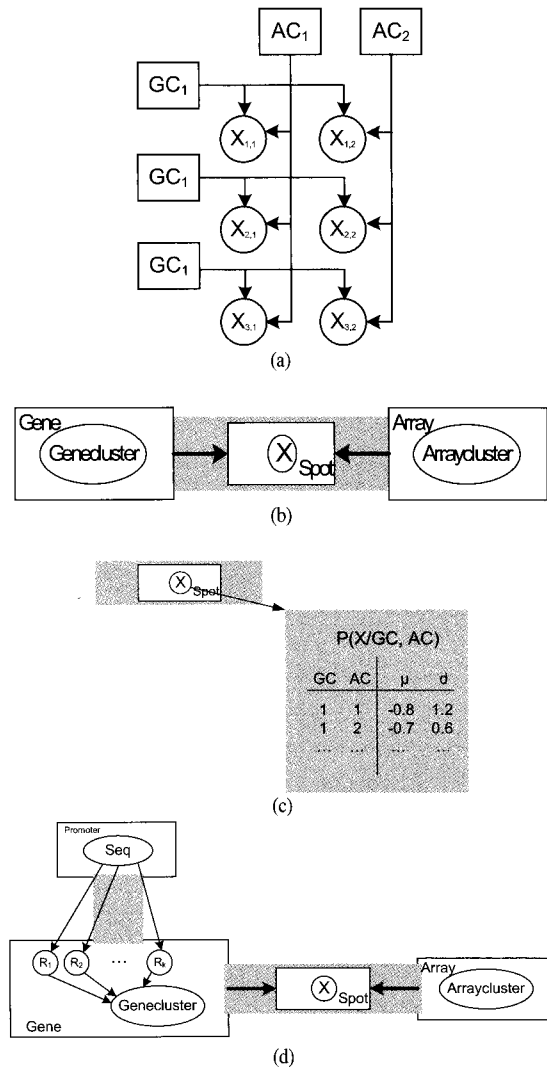 AC₁ AC₂
GC₁
X₁,₁ X₁,₂
GC₁
X₂,₁ X₂,₂
GC₁
X₃,₁ X₃,₂
(a)
Gene Array
Genecluster X Spot Arraycluster
(b)
X Spot
P(X/GC, AC)
GC AC μ d
1 1 -0.8 1.2
1 2 -0.7 0.6
... ... ... ...
(c)
Promoter
Seq
R₁ R₂ ... Rₖ
Array
Genecluster X Spot Arraycluster
Gene
(d)